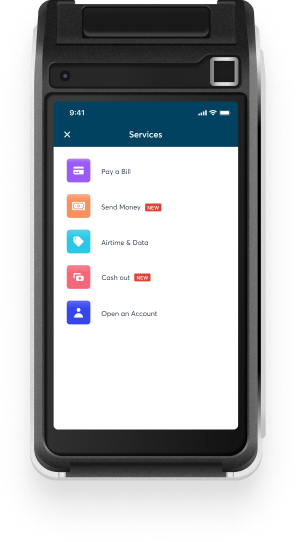 9:41
Services
Pay a Bill
Send Money NEW
Airtime & Data
Cash out NEW
Open an Account